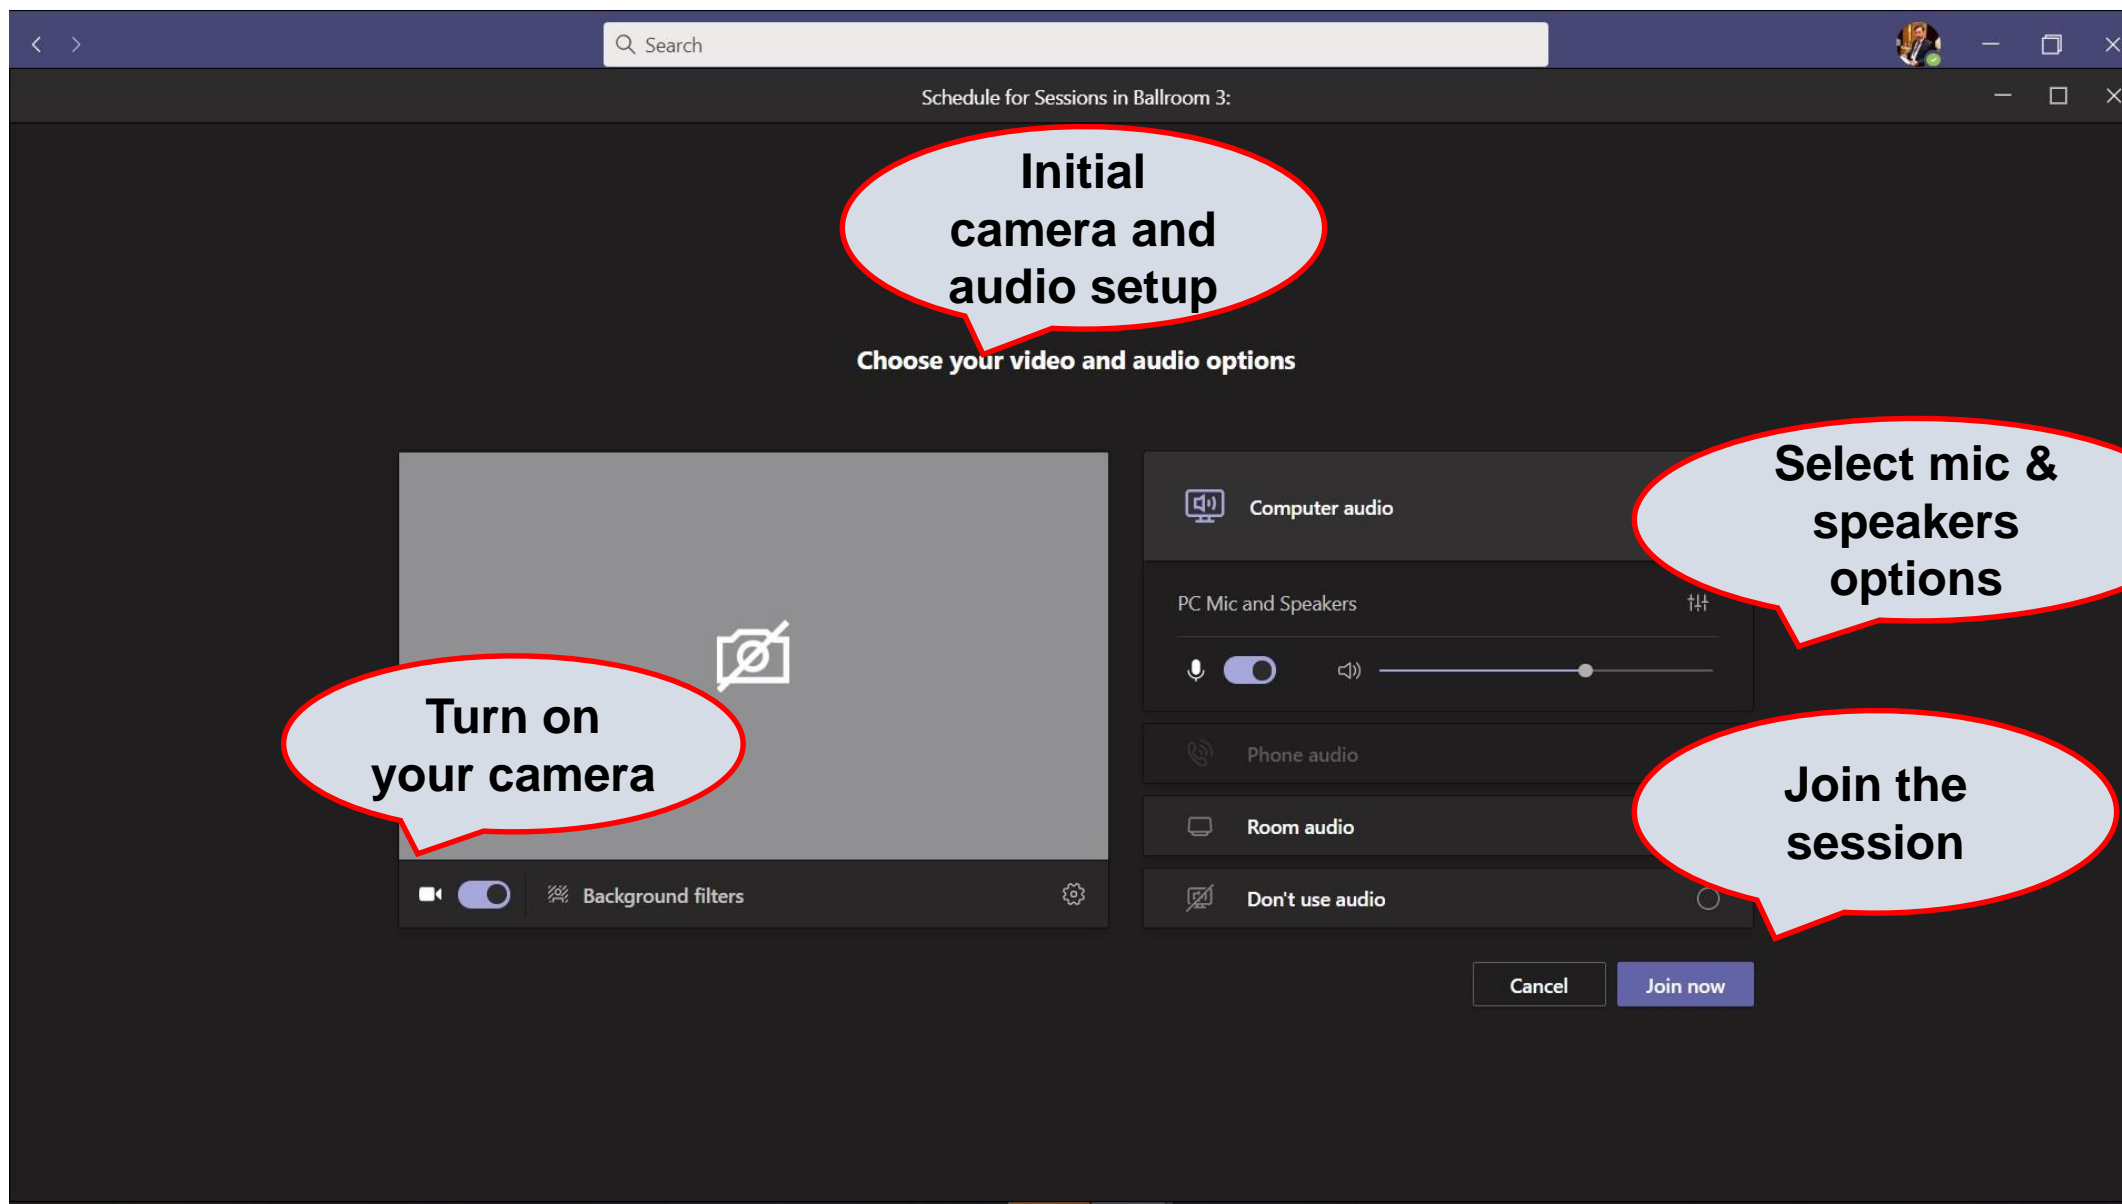 Search
Schedule for Sessions in Ballroom 3:
Initial
camera and
audio setup
Choose your video and audio options
Select mic &
speakers
options
Computer audio
PC Mic and Speakers
Turn on
your camera
Phone audio
Join the
session
Room audio
Background filters
Don't use audio
Cancel
Join now